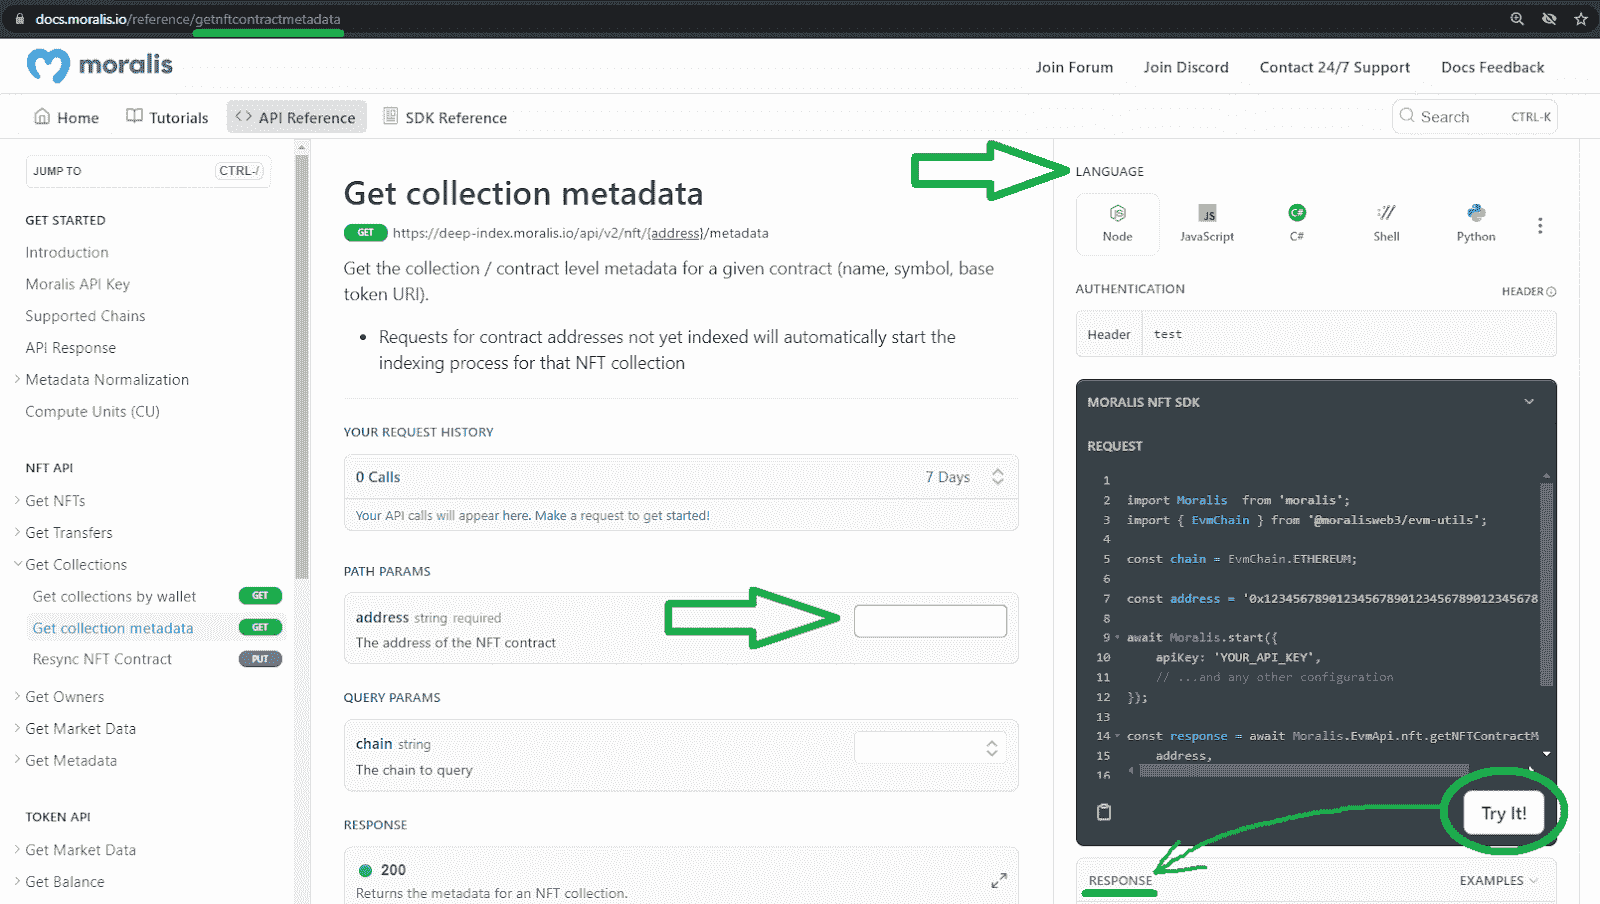 docs.moralis.io/reference/getnftcontractmetadata
moralis
Join Forum Join Discord Contact 24/7 Support Docs Feedback
Home Tutorials API Reference SDK Reference Search CTRL-K
JUMP TO CTRL-/
GET STARTED
Introduction
Moralis API Key
Supported Chains
API Response
Metadata Normalization
Compute Units (CU)
NFT API
Get NFTs
Get Transfers
Get Collections
Get collections by wallet GET
Get collection metadata GET
Resync NFT Contract PUT
Get Owners
Get Market Data
Get Metadata
TOKEN API
Get Market Data
Get Balance
Get collection metadata
GET https://deep-index.moralis.io/api/v2/nft/{address}/metadata
Get the collection / contract level metadata for a given contract (name, symbol, base
token URI).
• Requests for contract addresses not yet indexed will automatically start the
indexing process for that NFT collection
YOUR REQUEST HISTORY
0 Calls 7 Days
Your API calls will appear here. Make a request to get started!
PATH PARAMS
address string required
The address of the NFT contract
QUERY PARAMS
chain string
The chain to query
RESPONSE
200
Returns the metadata for an NFT collection.
LANGUAGE
JS C#
Node JavaScript C# Shell Python
AUTHENTICATION HEADER
Header test
MORALIS NFT SDK
REQUEST
1
2 import Moralis from 'moralis';
3 import { EvmChain } from '@moralisweb3/evm-utils';
4
5 const chain = EvmChain.ETHEREUM;
6
7 const address = '0x1234567890123456789012345678901234567­8
8
9 await Moralis.start({
10 apiKey: 'YOUR_API_KEY',
11 // ...and any other configuration
12 });
13
14 const response = await Moralis.EvmApi.nft.getNFTContractM
15 address,
16
Try It!
RESPONSE EXAMPLES